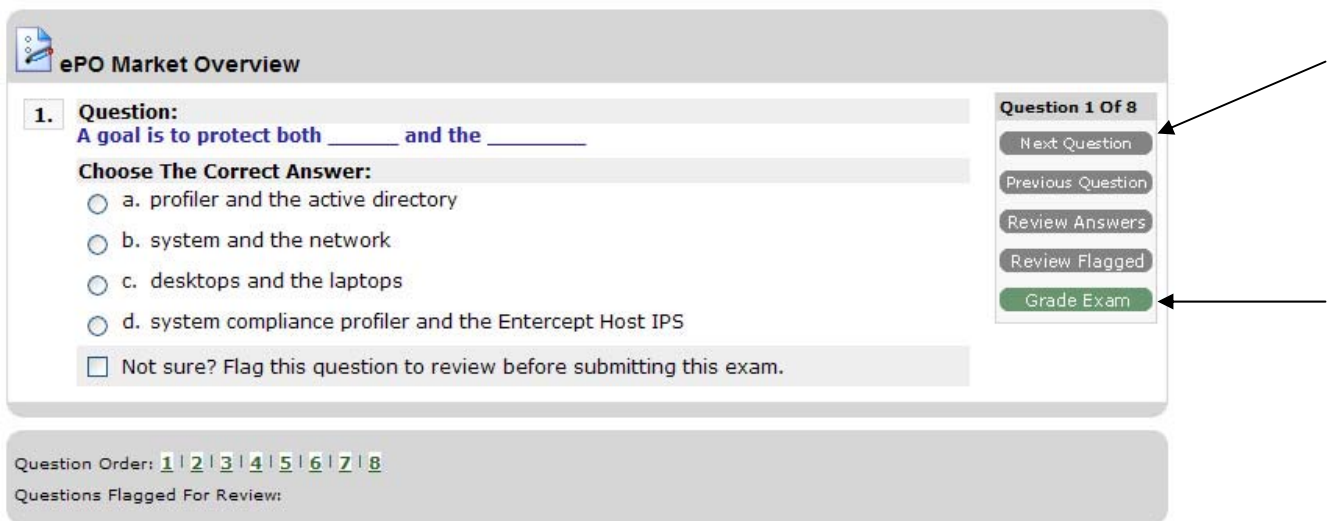 ePO Market Overview
1. Question:
A goal is to protect both ______ and the ________
Choose The Correct Answer:
a. profiler and the active directory
b. system and the network
c. desktops and the laptops
d. system compliance profiler and the Entercept Host IPS
Not sure? Flag this question to review before submitting this exam.
Question 1 Of 8
Next Question
Previous Question
Review Answers
Review Flagged
Grade Exam
Question Order: 1 | 2 | 3 | 4 | 5 | 6 | 7 | 8
Questions Flagged For Review: